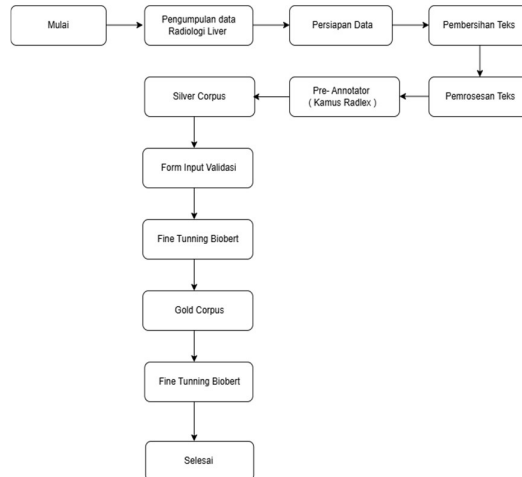 Mulai
Pengumpulan data
Radiologi Liver
Persiapan Data
Pembersihan Teks
Pemrosesan Teks
Pre- Annotator
( Kamus Radlex )
Silver Corpus
Form Input Validasi
Fine Tunning Biobert
Gold Corpus
Fine Tunning Biobert
Selesai